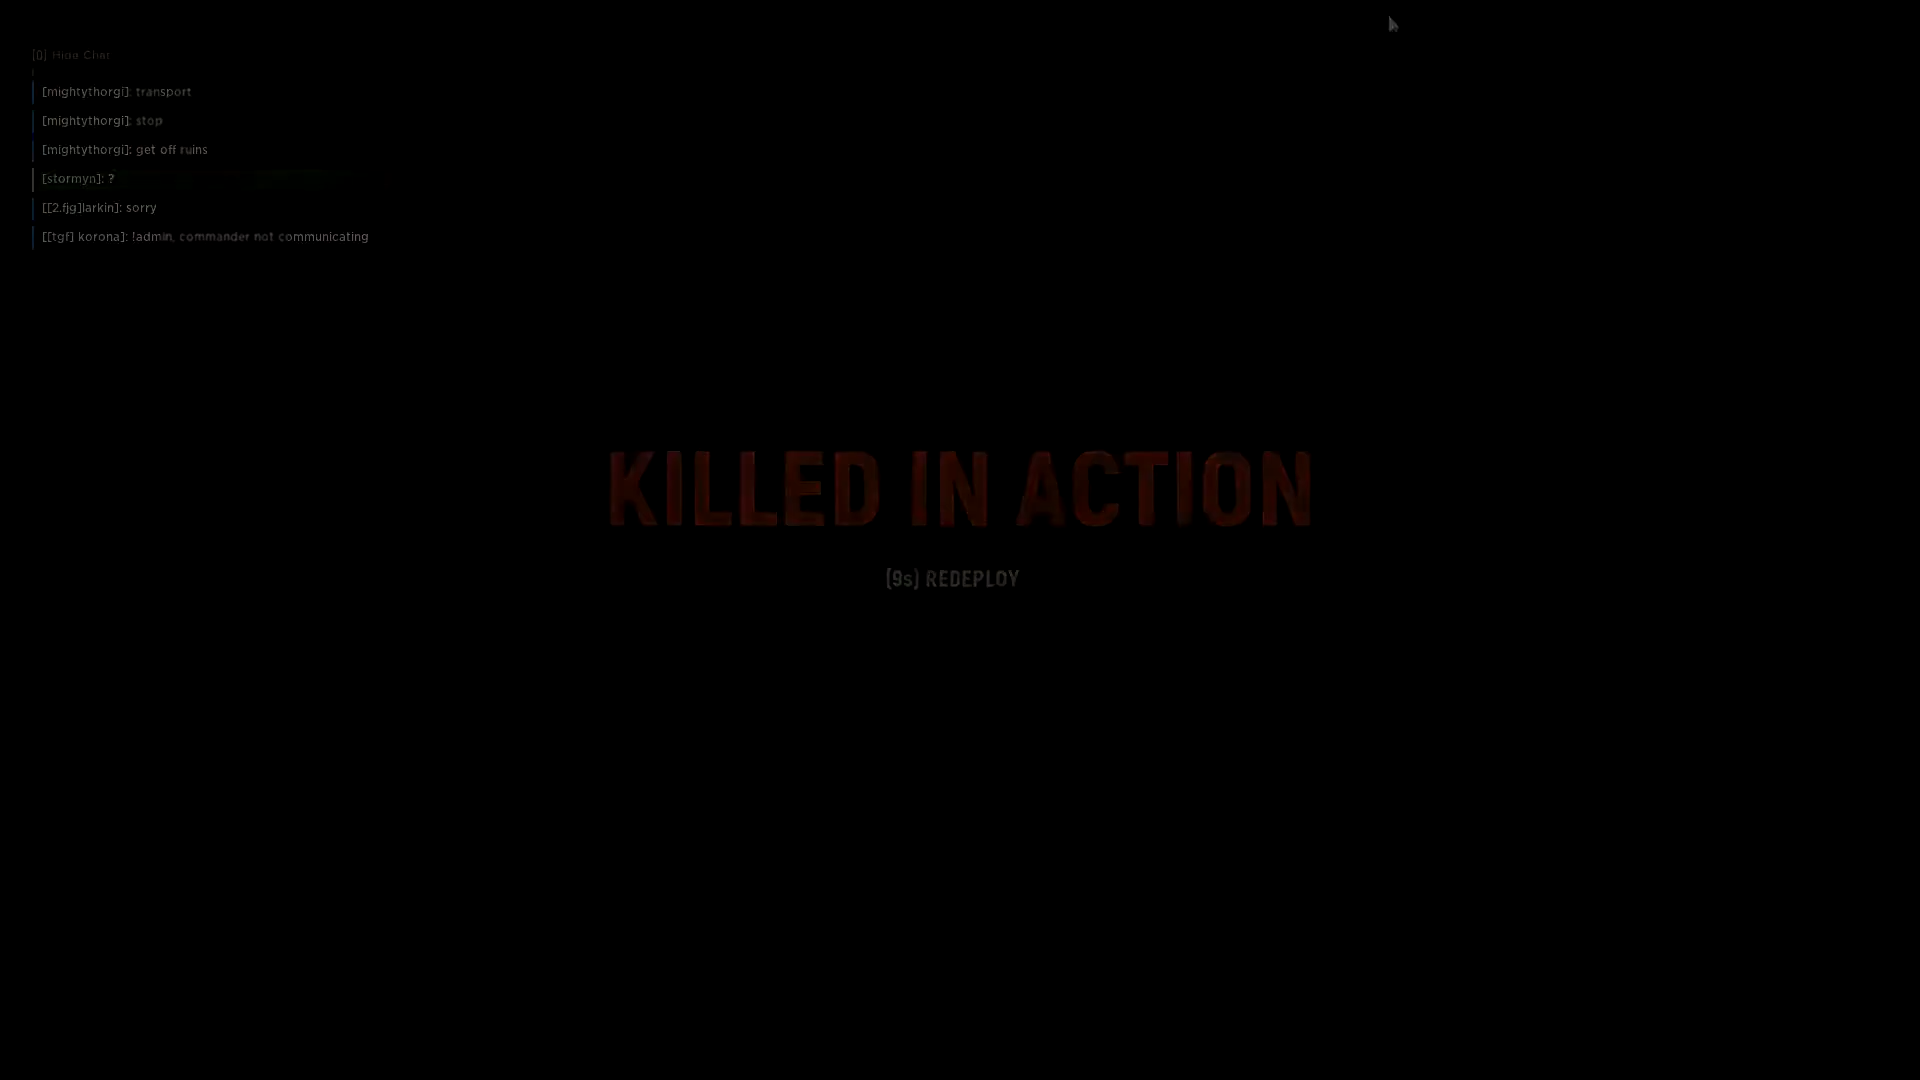 [0] Hide Chat
[mightythorgi]: transport
[mightythorgi]: stop
[mightythorgi]: get off ruins
[stormyn]: ?
[[2.fjg]larkin]: sorry
[[tgf] korona]: !admin, commander not communicating
KILLED IN ACTION
(9s) REDEPLOY